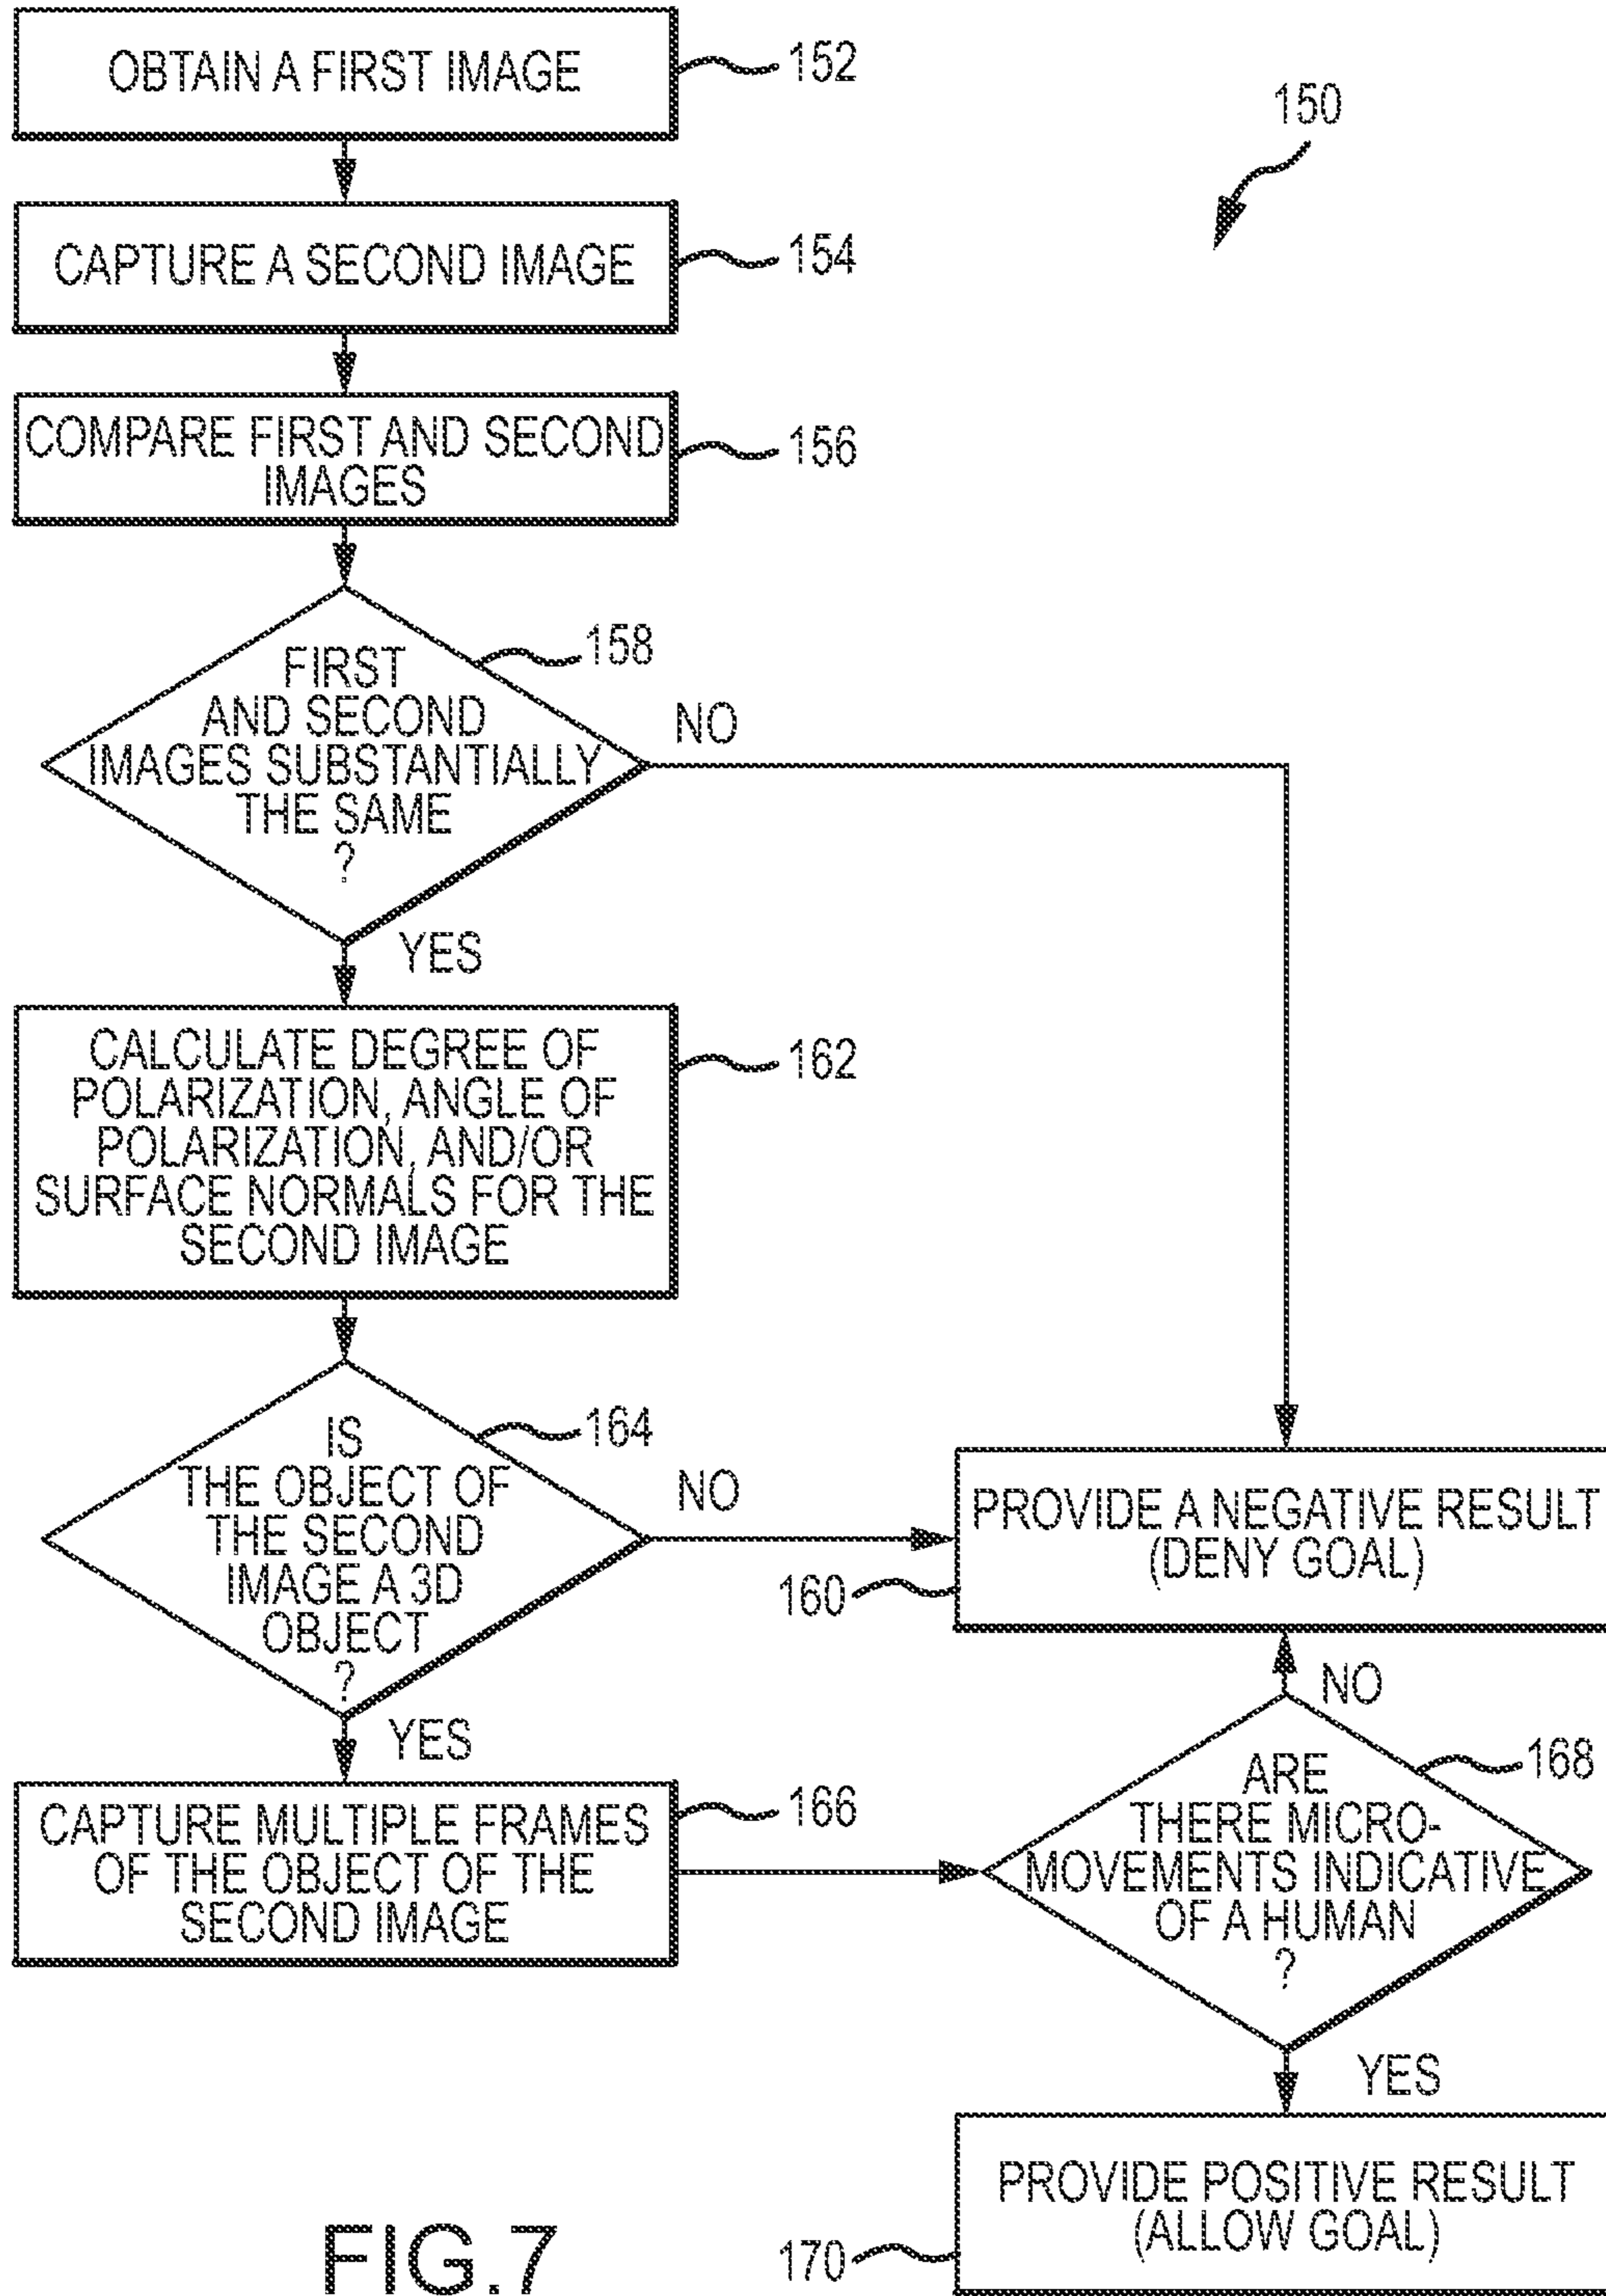 OBTAIN A FIRST IMAGE
152
150
CAPTURE A SECOND IMAGE
154
COMPARE FIRST AND SECOND
IMAGES
156
FIRST
AND SECOND
IMAGES SUBSTANTIALLY
THE SAME
?
158
NO
YES
CALCULATE DEGREE OF
POLARIZATION, ANGLE OF
POLARIZATION, AND/OR
SURFACE NORMALS FOR THE
SECOND IMAGE
162
IS
THE OBJECT OF
THE SECOND
IMAGE A 3D
OBJECT
?
164
NO
YES
PROVIDE A NEGATIVE RESULT
(DENY GOAL)
160
CAPTURE MULTIPLE FRAMES
OF THE OBJECT OF THE
SECOND IMAGE
166
NO
ARE
THERE MICRO-
MOVEMENTS INDICATIVE
OF A HUMAN
?
168
YES
PROVIDE POSITIVE RESULT
(ALLOW GOAL)
170
FIG.7